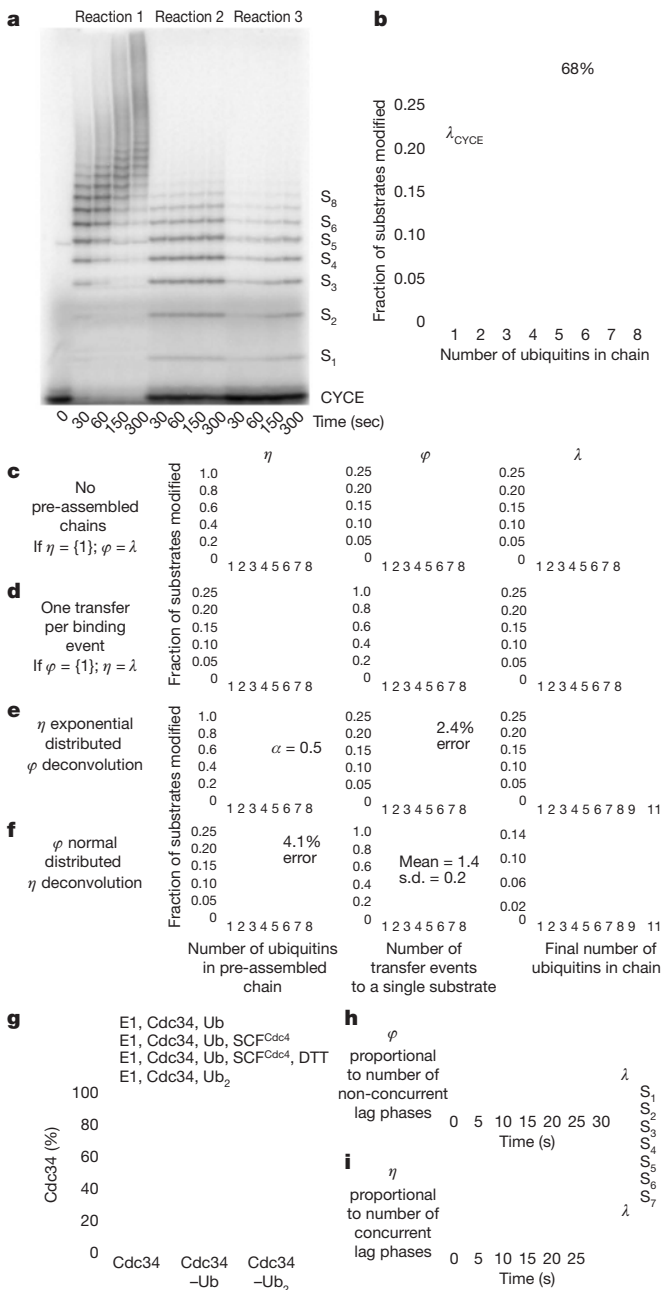 a
Reaction 1 Reaction 2 Reaction 3
S8
S6
S5
S4
S3
S2
S1
CYCE
0 30 60 150 300 30 60 150 300 30 60 150 300 Time (sec)
b
68%
λCYCE
Fraction of substrates modified
0.25
0.20
0.15
0.10
0.05
0
1 2 3 4 5 6 7 8
Number of ubiquitins in chain
η φ λ
c
No
pre-assembled
chains
If η = {1}; φ = λ
Fraction of substrates modified
1.0
0.8
0.6
0.4
0.2
0
1 2 3 4 5 6 7 8
0.25
0.20
0.15
0.10
0.05
0
1 2 3 4 5 6 7 8
0.25
0.20
0.15
0.10
0.05
0
1 2 3 4 5 6 7 8
d
One transfer
per binding
event
If φ = {1}; η = λ
0.25
0.20
0.15
0.10
0.05
0
1 2 3 4 5 6 7 8
1.0
0.8
0.6
0.4
0.2
0
1 2 3 4 5 6 7 8
0.25
0.20
0.15
0.10
0.05
0
1 2 3 4 5 6 7 8
e
η exponential
distributed
φ deconvolution
Fraction of substrates modified
1.0
0.8
0.6
0.4
0.2
0
α = 0.5
1 2 3 4 5 6 7 8
0.25
0.20
0.15
0.10
0.05
0
2.4%
error
1 2 3 4 5 6 7 8
0.25
0.20
0.15
0.10
0.05
0
1 2 3 4 5 6 7 8 9 11
f
φ normal
distributed
η deconvolution
0.25
0.20
0.15
0.10
0.05
0
4.1%
error
1 2 3 4 5 6 7 8
1.0
0.8
0.6
0.4
0.2
0
Mean = 1.4
s.d. = 0.2
1 2 3 4 5 6 7 8
0.14
0.10
0.06
0.02
0
1 2 3 4 5 6 7 8 9 11
Number of ubiquitins
in pre-assembled
chain
Number of
transfer events
to a single substrate
Final number of
ubiquitins in chain
g
E1, Cdc34, Ub
E1, Cdc34, Ub, SCFCdc4
E1, Cdc34, Ub, SCFCdc4, DTT
E1, Cdc34, Ub2
Cdc34 (%)
100
80
60
40
20
0
Cdc34
Cdc34
–Ub
Cdc34
–Ub2
h
φ
proportional
to number of
non-concurrent
lag phases
0 5 10 15 20 25 30
Time (s)
λ
S1
S2
S3
S4
S5
S6
S7
λ
i
η
proportional
to number of
concurrent
lag phases
0 5 10 15 20 25
Time (s)